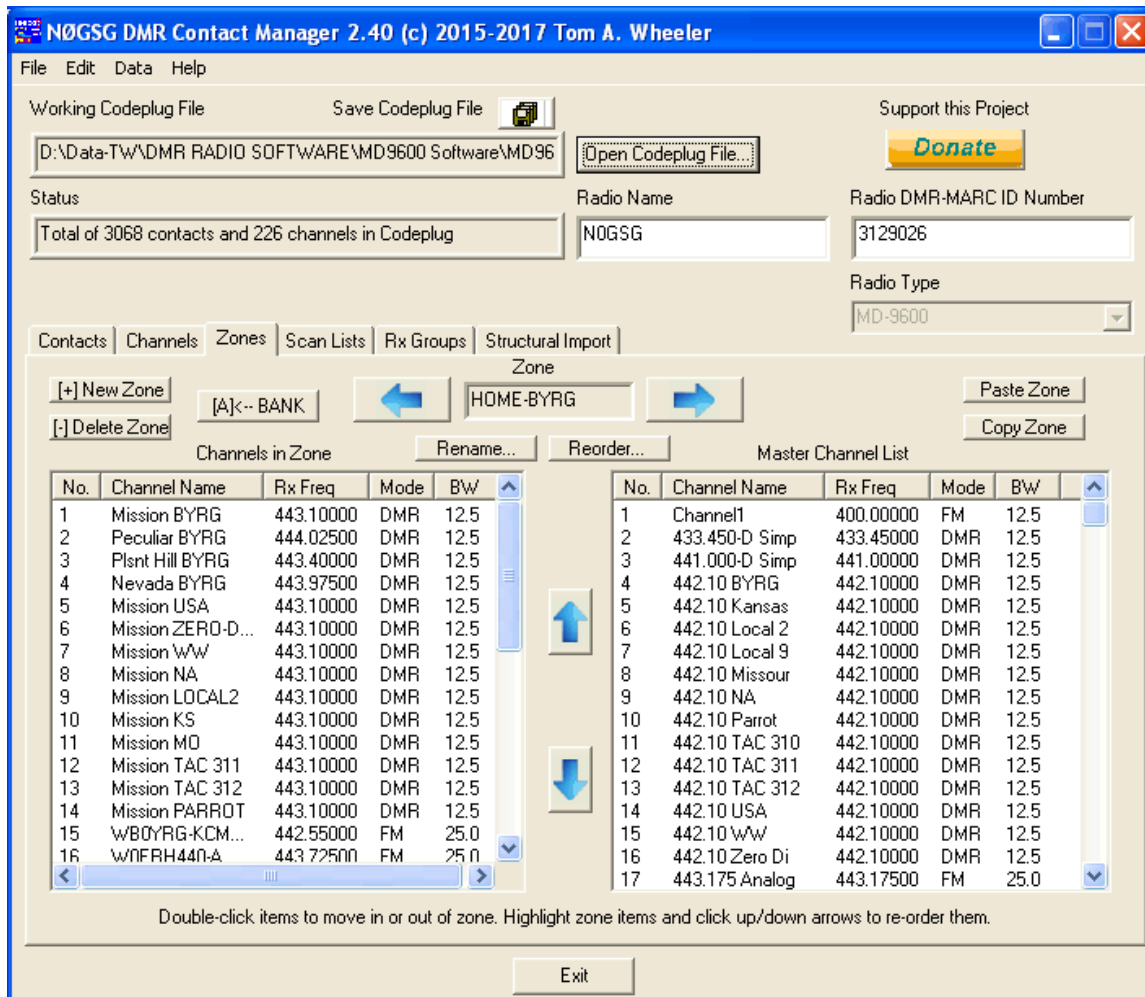 NØGSG DMR Contact Manager 2.40 (c) 2015-2017 Tom A. Wheeler
File Edit Data Help
Working Codeplug File Save Codeplug File Support this Project
D:\Data-TW\DMR RADIO SOFTWARE\MD9600 Software\MD96 Open Codeplug File... Donate
Status Radio Name Radio DMR-MARC ID Number
Total of 3068 contacts and 226 channels in Codeplug N0GSG 3129026
Radio Type
MD-9600
Contacts Channels Zones Scan Lists Rx Groups Structural Import
Zone
[+] New Zone [A]<-- BANK HOME-BYRG Paste Zone
[-] Delete Zone Copy Zone
Channels in Zone Rename... Reorder... Master Channel List
No. Channel Name Rx Freq Mode BW No. Channel Name Rx Freq Mode BW
1 Mission BYRG 443.10000 DMR 12.5 1 Channel1 400.00000 FM 12.5
2 Peculiar BYRG 444.02500 DMR 12.5 2 433.450-D Simp 433.45000 DMR 12.5
3 Plsnt Hill BYRG 443.40000 DMR 12.5 3 441.000-D Simp 441.00000 DMR 12.5
4 Nevada BYRG 443.97500 DMR 12.5 4 442.10 BYRG 442.10000 DMR 12.5
5 Mission USA 443.10000 DMR 12.5 5 442.10 Kansas 442.10000 DMR 12.5
6 Mission ZERO-D... 443.10000 DMR 12.5 6 442.10 Local 2 442.10000 DMR 12.5
7 Mission WW 443.10000 DMR 12.5 7 442.10 Local 9 442.10000 DMR 12.5
8 Mission NA 443.10000 DMR 12.5 8 442.10 Missour 442.10000 DMR 12.5
9 Mission LOCAL2 443.10000 DMR 12.5 9 442.10 NA 442.10000 DMR 12.5
10 Mission KS 443.10000 DMR 12.5 10 442.10 Parrot 442.10000 DMR 12.5
11 Mission MO 443.10000 DMR 12.5 11 442.10 TAC 310 442.10000 DMR 12.5
12 Mission TAC 311 443.10000 DMR 12.5 12 442.10 TAC 311 442.10000 DMR 12.5
13 Mission TAC 312 443.10000 DMR 12.5 13 442.10 TAC 312 442.10000 DMR 12.5
14 Mission PARROT 443.10000 DMR 12.5 14 442.10 USA 442.10000 DMR 12.5
15 WB0YRG-KCM... 442.55000 FM 25.0 15 442.10 WW 442.10000 DMR 12.5
16 W0ERH440-A 443.72500 FM 25.0 16 442.10 Zero Di 442.10000 DMR 12.5
17 443.175 Analog 443.17500 FM 25.0
Double-click items to move in or out of zone. Highlight zone items and click up/down arrows to re-order them.
Exit